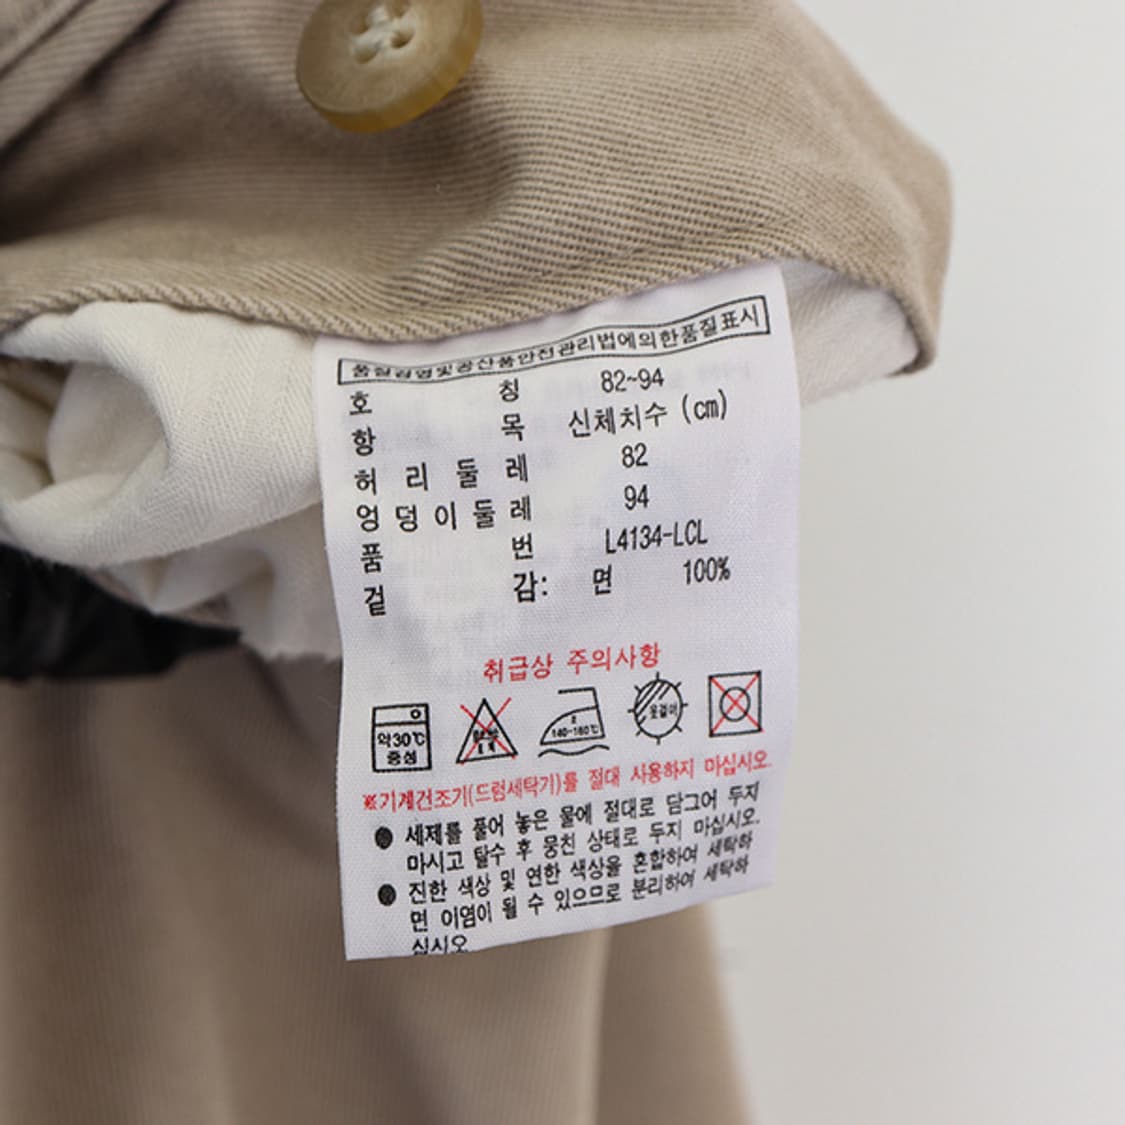 품질경영및공산품안전관리법에의한품질표시
호 칭 82~94
항 목 신체치수 (cm)
허 리 둘 레 82
엉 덩 이 둘 레 94
품 번 L4134-LCL
겉 감: 면 100%
취급상 주의사항
약30℃
중성
2
140~160℃
옷걸이
※기계건조기(드럼세탁기)를 절대 사용하지 마십시오.
● 세제를 풀어 놓은 물에 절대로 담그어 두지
마시고 탈수 후 뭉친 상태로 두지 마십시오.
● 진한 색상 및 연한 색상을 혼합하여 세탁하
면 이염이 될 수 있으므로 분리하여 세탁하
십시오